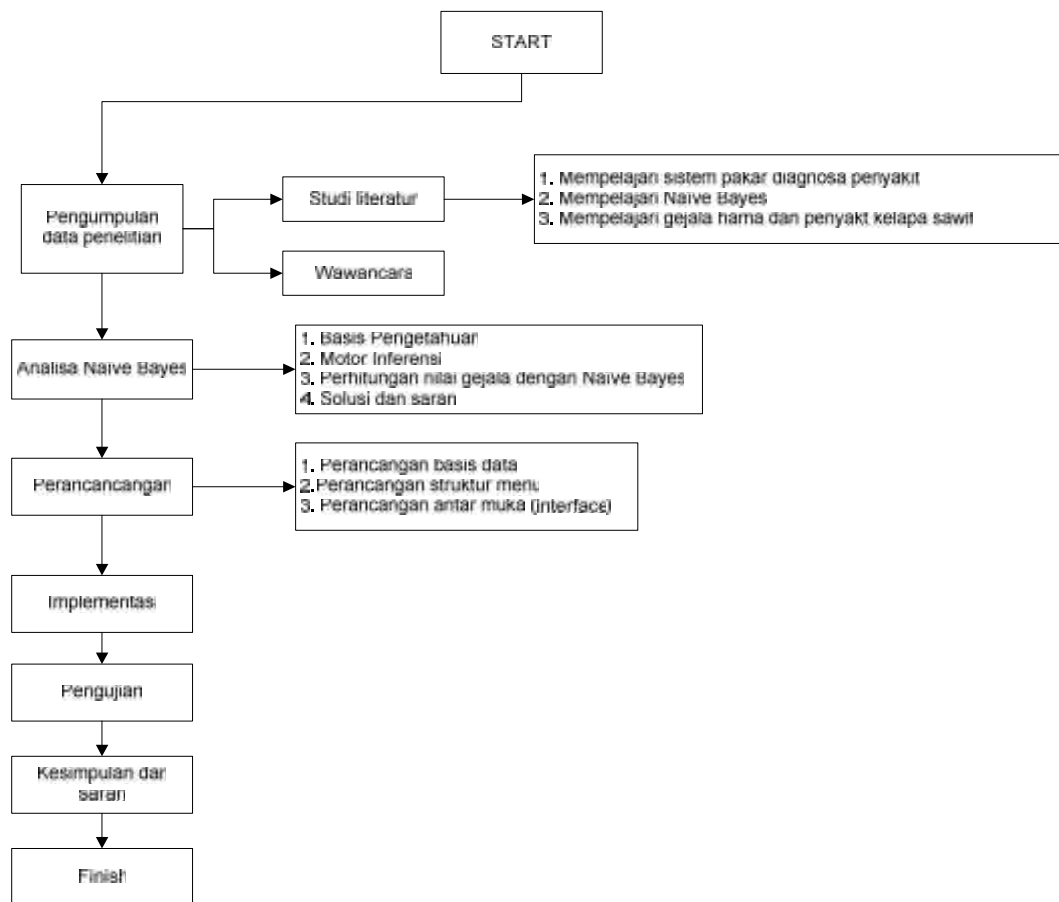 START
Pengumpulan
data penelitian
Studi literatur
1. Mempelajari sistem pakar diagnosa penyakit
2. Mempelajari Naïve Bayes
3. Mempelajari gejala hama dan penyakt kelapa sawit
Wawancara
Analisa Naïve Bayes
1. Basis Pengetahuan
2. Motor Inferensi
3. Perhitungan nilai gejala dengan Naïve Bayes
4. Solusi dan saran
Perancancangan
1. Perancangan basis data
2.Perancangan struktur menu
3. Perancangan antar muka (interface)
Implementasi
Pengujian
Kesimpulan dan
saran
Finish